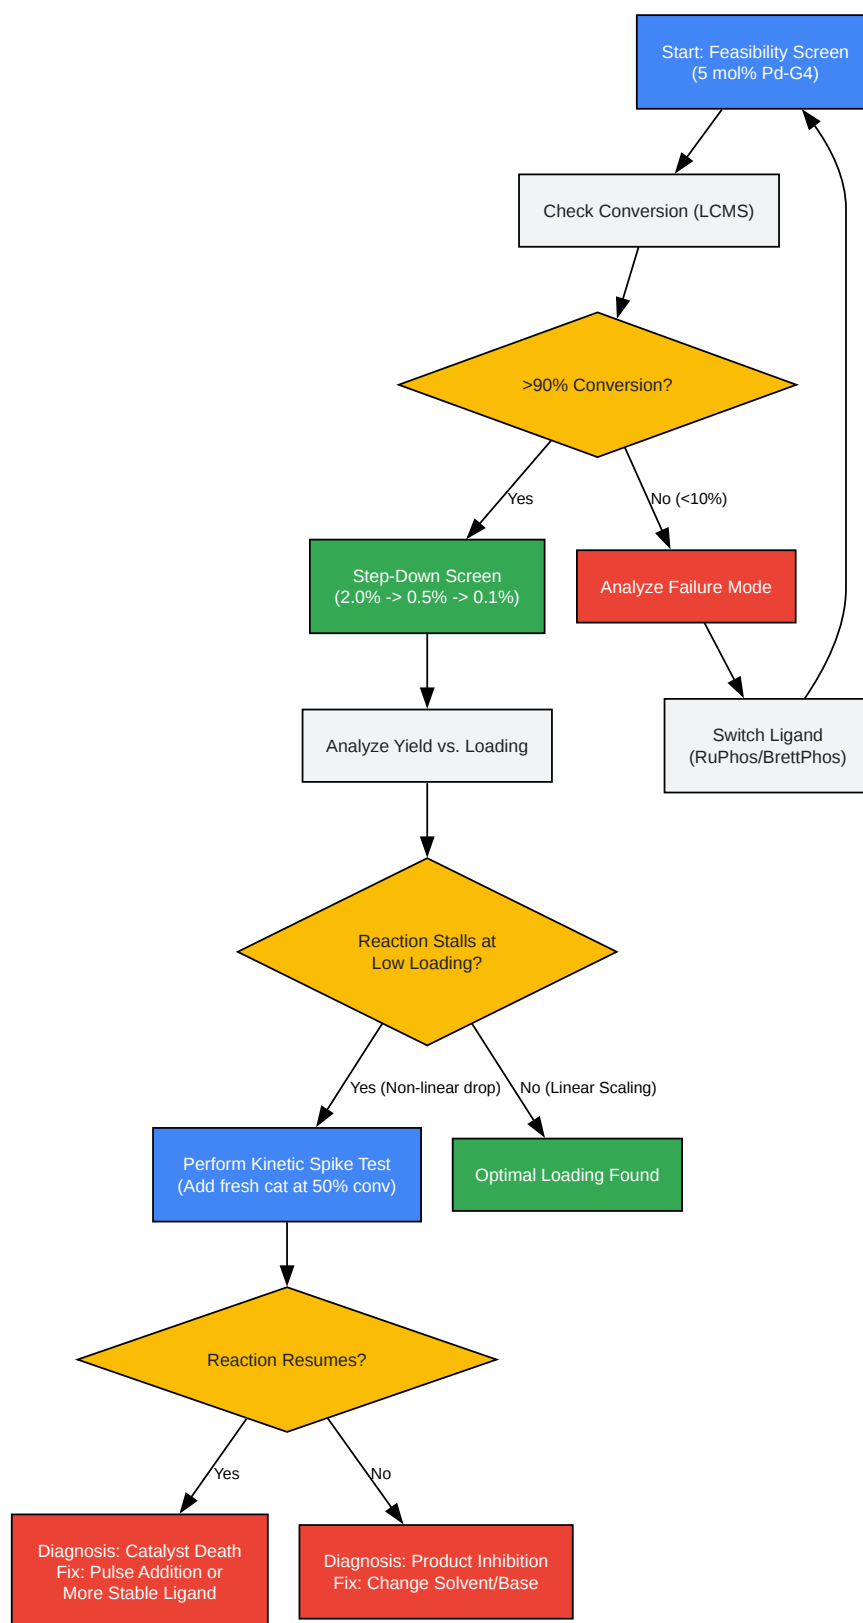 Start: Feasibility Screen
(5 mol% Pd-G4)
Check Conversion (LCMS)
>90% Conversion?
Yes
No (<10%)
Step-Down Screen
(2.0% -> 0.5% -> 0.1%)
Analyze Failure Mode
Analyze Yield vs. Loading
Switch Ligand
(RuPhos/BrettPhos)
Reaction Stalls at
Low Loading?
Yes (Non-linear drop)
No (Linear Scaling)
Perform Kinetic Spike Test
(Add fresh cat at 50% conv)
Optimal Loading Found
Reaction Resumes?
Yes
No
Diagnosis: Catalyst Death
Fix: Pulse Addition or
More Stable Ligand
Diagnosis: Product Inhibition
Fix: Change Solvent/Base